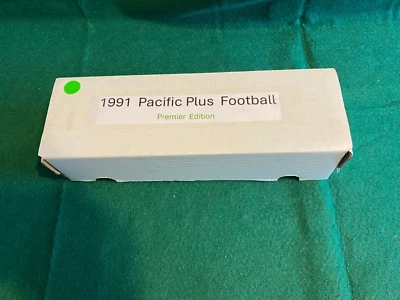 1991 Pacific Plus Football
Premier Edition